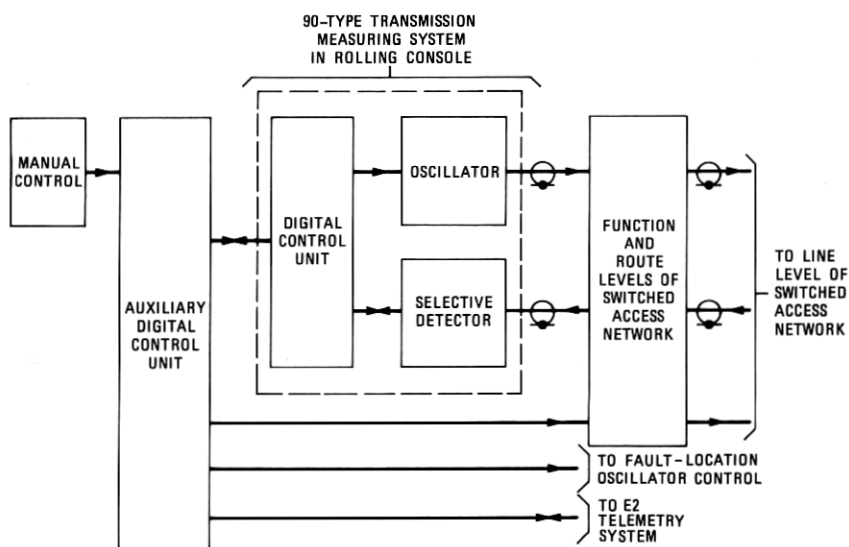 90-TYPE TRANSMISSION
MEASURING SYSTEM
IN ROLLING CONSOLE
MANUAL
CONTROL
AUXILIARY
DIGITAL
CONTROL
UNIT
DIGITAL
CONTROL
UNIT
OSCILLATOR
SELECTIVE
DETECTOR
FUNCTION
AND
ROUTE
LEVELS OF
SWITCHED
ACCESS
NETWORK
TO LINE
LEVEL OF
SWITCHED
ACCESS
NETWORK
TO FAULT-LOCATION
OSCILLATOR CONTROL
TO E2
TELEMETRY
SYSTEM